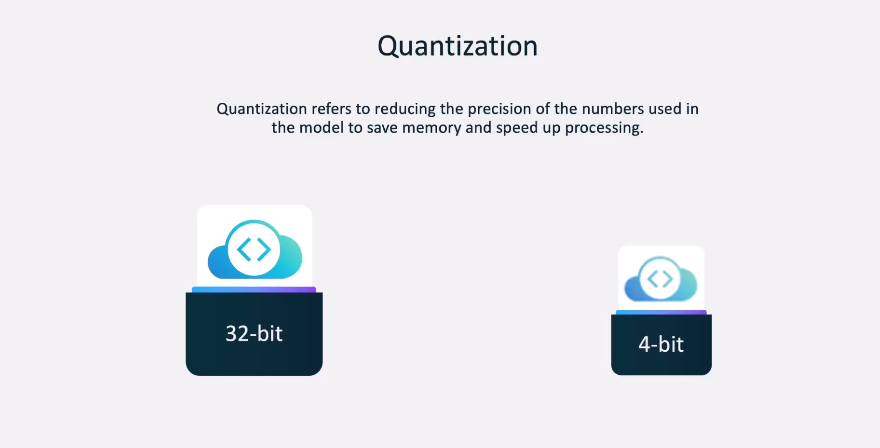 Quantization
Quantization refers to reducing the precision of the numbers used in
the model to save memory and speed up processing.
32-bit
4-bit